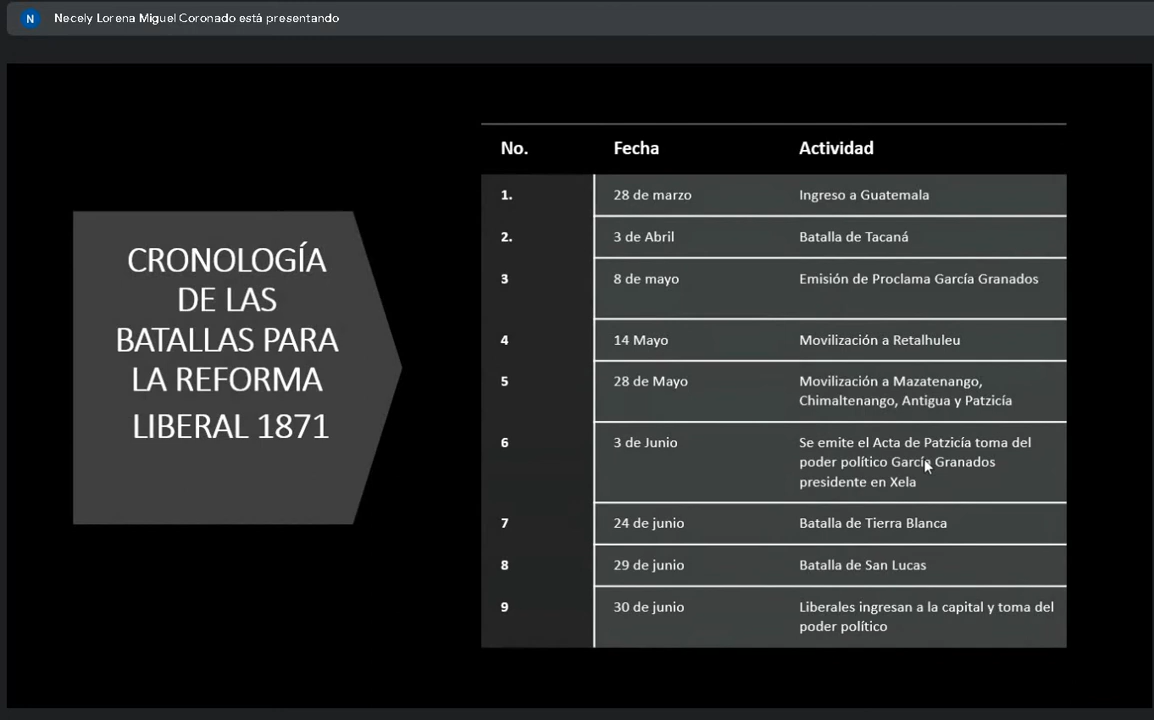 N Necely Lorena Miguel Coronado está presentando
CRONOLOGÍA
DE LAS
BATALLAS PARA
LA REFORMA
LIBERAL 1871
No. Fecha Actividad
1. 28 de marzo Ingreso a Guatemala
2. 3 de Abril Batalla de Tacaná
3 8 de mayo Emisión de Proclama García Granados
4 14 Mayo Movilización a Retalhuleu
5 28 de Mayo Movilización a Mazatenango,
Chimaltenango, Antigua y Patzicía
6 3 de Junio Se emite el Acta de Patzicía toma del
poder político García Granados
presidente en Xela
7 24 de junio Batalla de Tierra Blanca
8 29 de junio Batalla de San Lucas
9 30 de junio Liberales ingresan a la capital y toma del
poder político